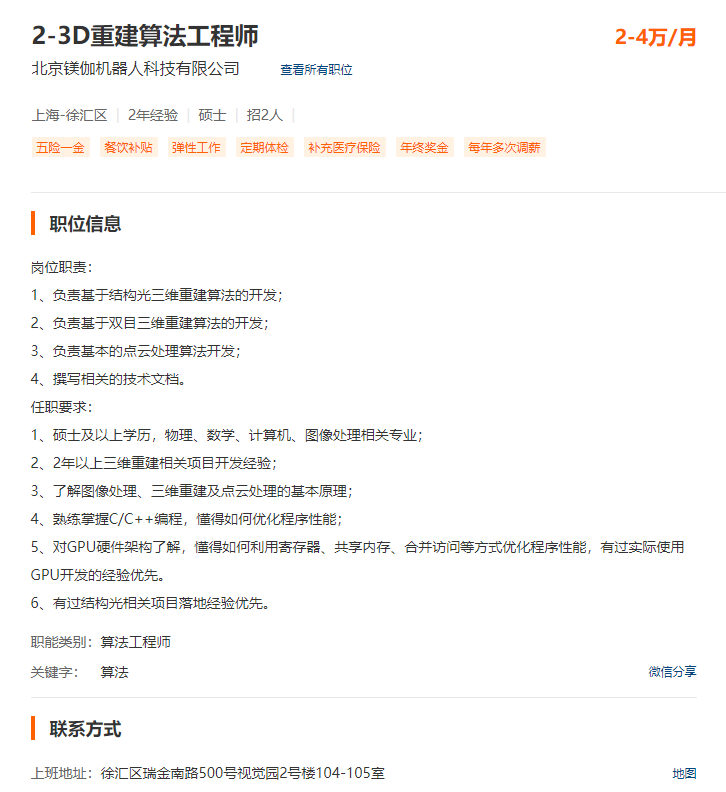 2-3D重建算法工程师
2-4万/月
北京镁伽机器人科技有限公司 查看所有职位
上海-徐汇区 | 2年经验 | 硕士 | 招2人 |
五险一金 餐饮补贴 弹性工作 定期体检 补充医疗保险 年终奖金 每年多次调薪
职位信息
岗位职责：
1、负责基于结构光三维重建算法的开发；
2、负责基于双目三维重建算法的开发；
3、负责基本的点云处理算法开发；
4、撰写相关的技术文档。
任职要求：
1、硕士及以上学历，物理、数学、计算机、图像处理相关专业；
2、2年以上三维重建相关项目开发经验；
3、了解图像处理、三维重建及点云处理的基本原理；
4、熟练掌握C/C++编程，懂得如何优化程序性能；
5、对GPU硬件架构了解，懂得如何利用寄存器、共享内存、合并访问等方式优化程序性能，有过实际使用
GPU开发的经验优先。
6、有过结构光相关项目落地经验优先。
职能类别：算法工程师
关键字： 算法
微信分享
联系方式
上班地址：徐汇区瑞金南路500号视觉园2号楼104-105室
地图